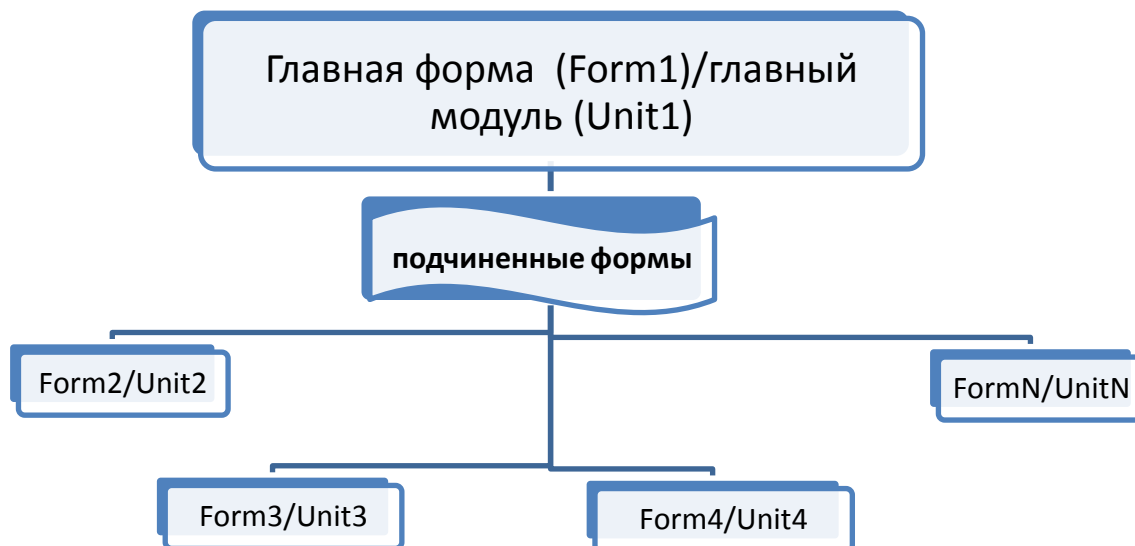 Главная форма (Form1)/главный
модуль (Unit1)
подчиненные формы
Form2/Unit2
FormN/UnitN
Form3/Unit3
Form4/Unit4